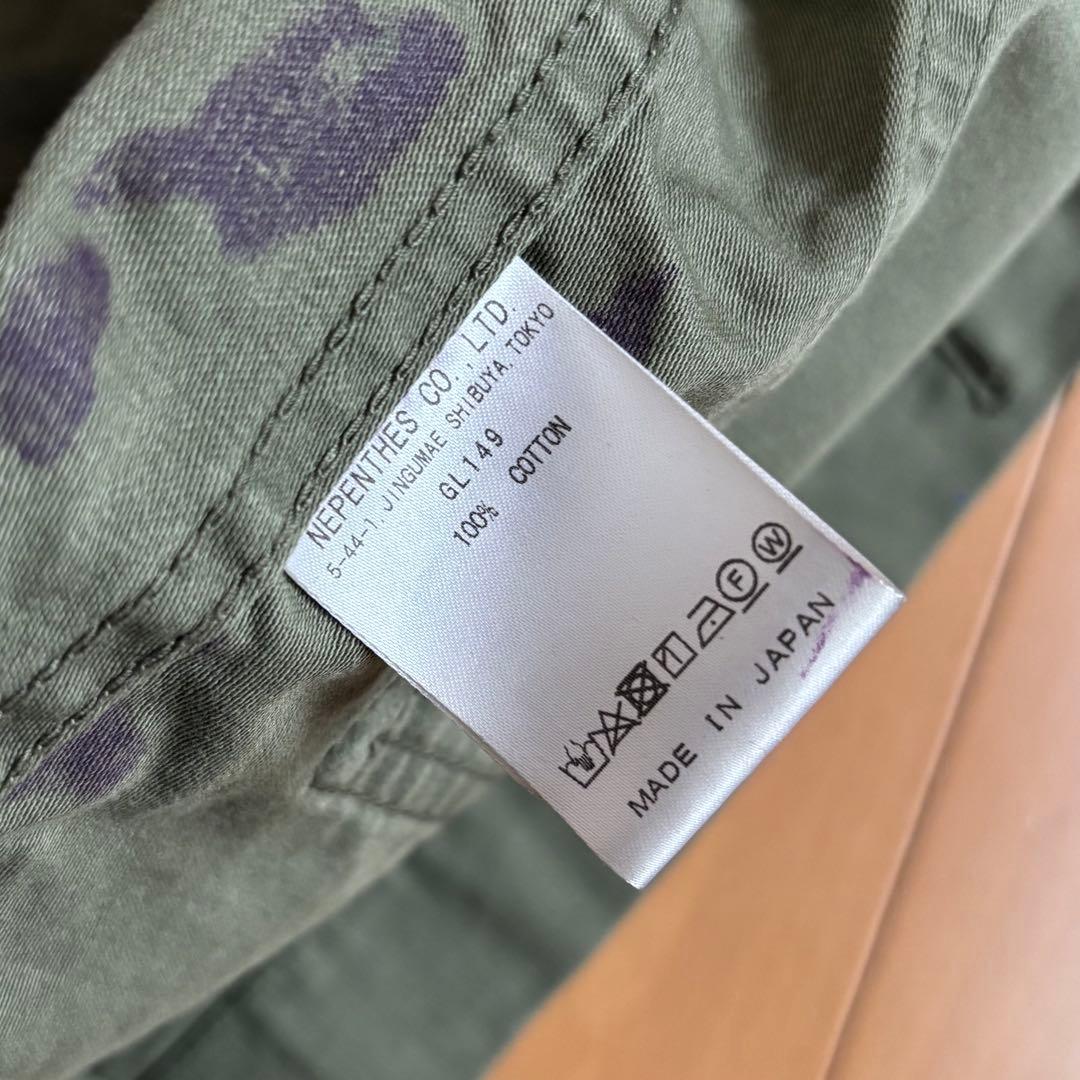 NEPENTHES CO.,LTD
5-44-1, JINGUMAE SHIBUYA.TOKYO
GL149
100% COTTON
F W
MADE IN JAPAN